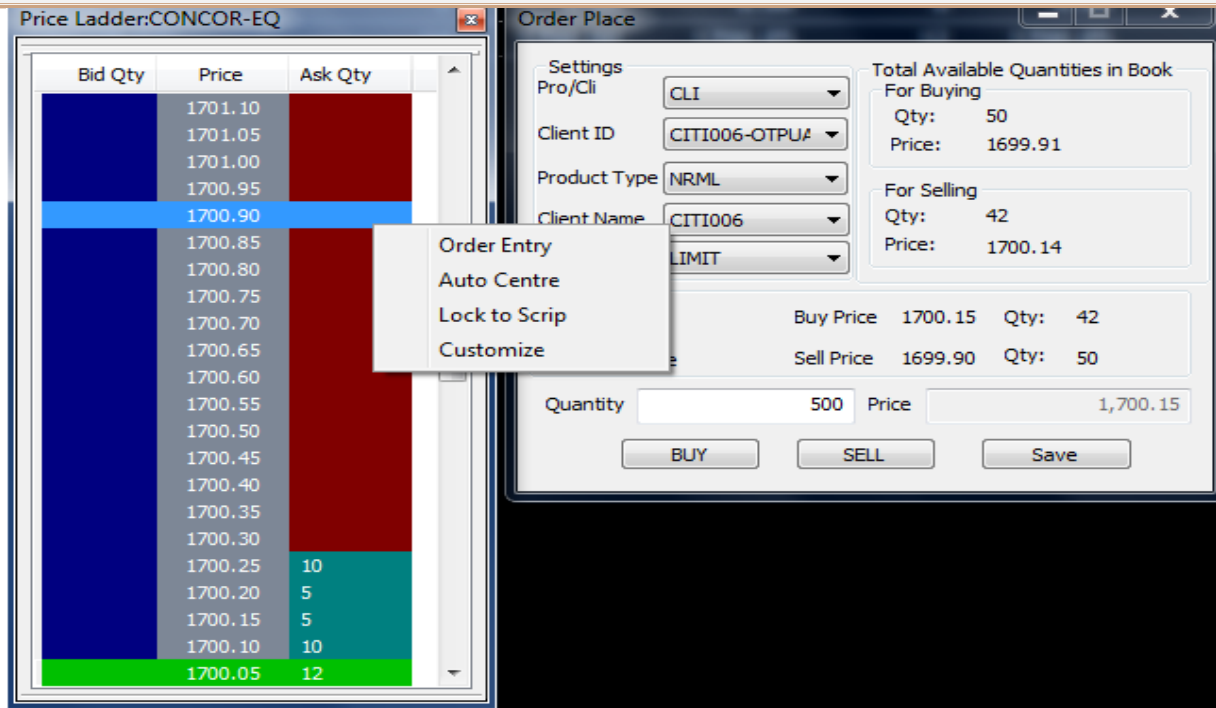 Price Ladder:CONCOR-EQ
Bid Qty Price Ask Qty
1701.10
1701.05
1701.00
1700.95
1700.90
1700.85
1700.80
1700.75
1700.70
1700.65
1700.60
1700.55
1700.50
1700.45
1700.40
1700.35
1700.30
1700.25 10
1700.20 5
1700.15 5
1700.10 10
1700.05 12
Order Entry
Auto Centre
Lock to Scrip
Customize
Order Place
Settings
Pro/Cli CLI
Client ID CITI006-OTPUA
Product Type NRML
Client Name CITI006
LIMIT
Total Available Quantities in Book
For Buying
Qty: 50
Price: 1699.91
For Selling
Qty: 42
Price: 1700.14
Buy Price 1700.15 Qty: 42
Sell Price 1699.90 Qty: 50
Quantity 500 Price 1,700.15
BUY SELL Save